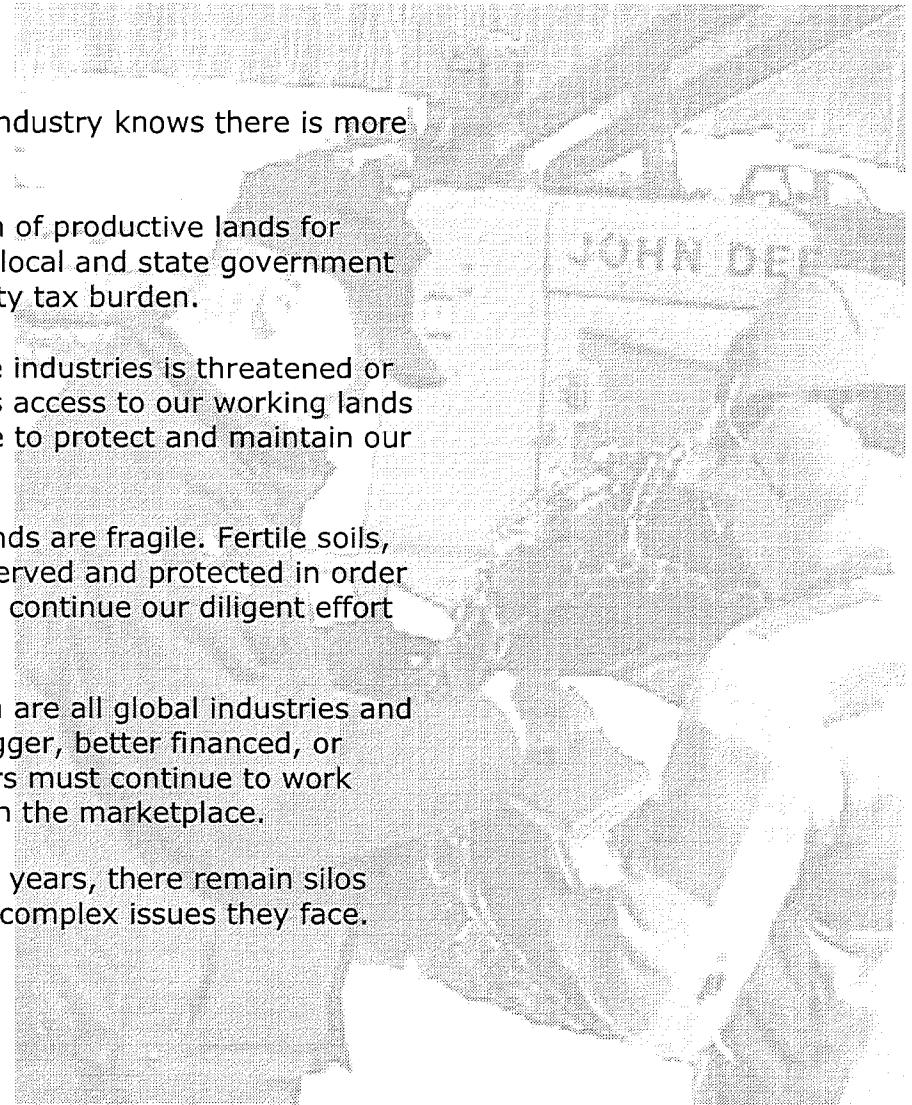 ndustry knows there is more
n of productive lands for
local and state government
ty tax burden.
e industries is threatened or
s access to our working lands
e to protect and maintain our
nds are fragile. Fertile soils,
erved and protected in order
continue our diligent effort
n are all global industries and
gger, better financed, or
rs must continue to work
n the marketplace.
years, there remain silos
complex issues they face.
JOHN DEE